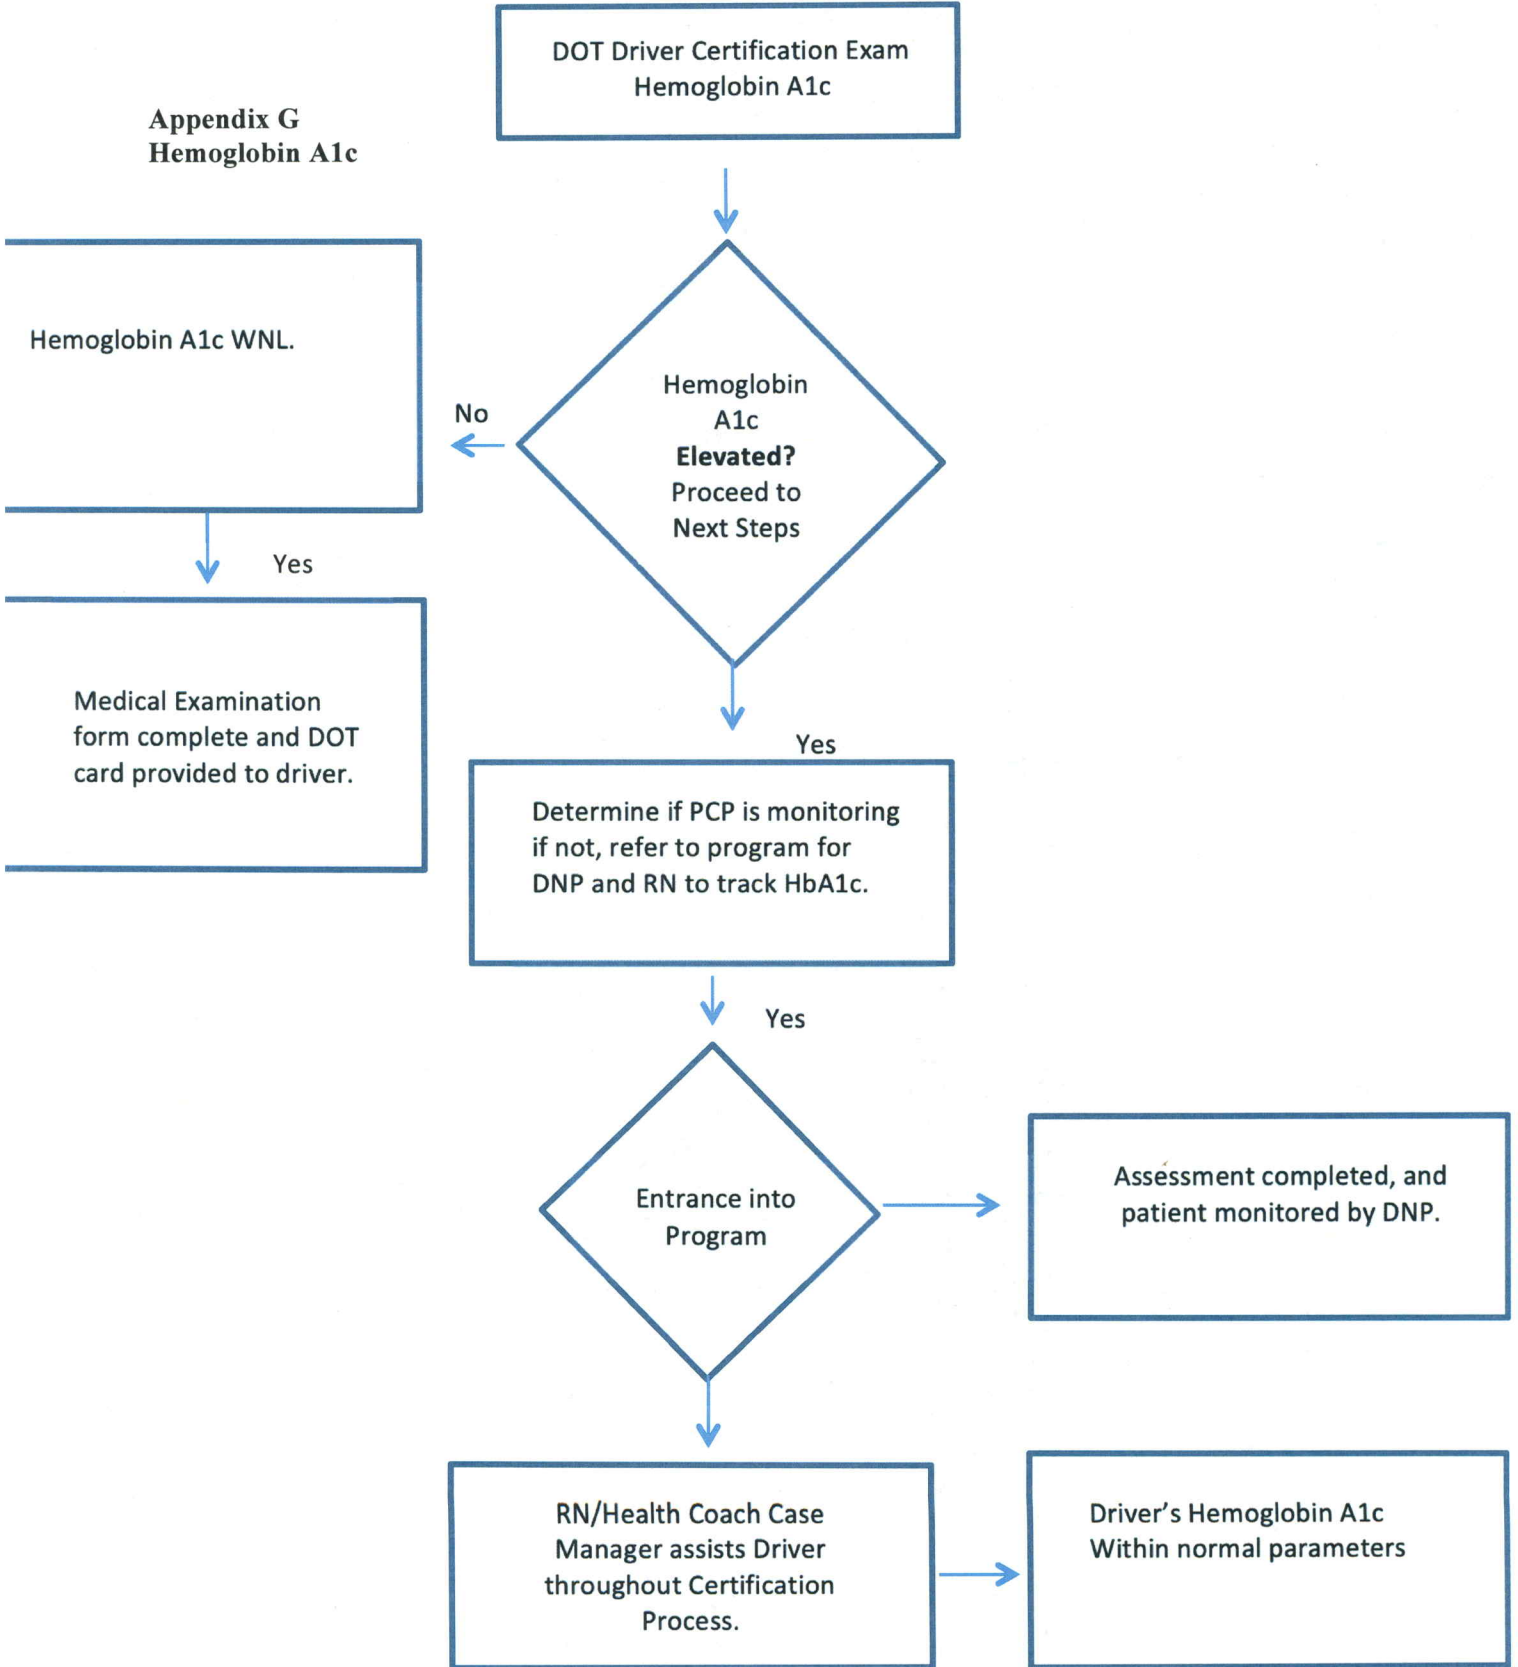 DOT Driver Certification Exam
Hemoglobin A1c
Appendix G
Hemoglobin A1c
Hemoglobin A1c WNL.
No
Hemoglobin
A1c
Elevated?
Proceed to
Next Steps
Yes
Medical Examination
form complete and DOT
card provided to driver.
Yes
Determine if PCP is monitoring
if not, refer to program for
DNP and RN to track HbA1c.
Yes
Entrance into
Program
Assessment completed, and
patient monitored by DNP.
RN/Health Coach Case
Manager assists Driver
throughout Certification
Process.
Driver's Hemoglobin A1c
Within normal parameters